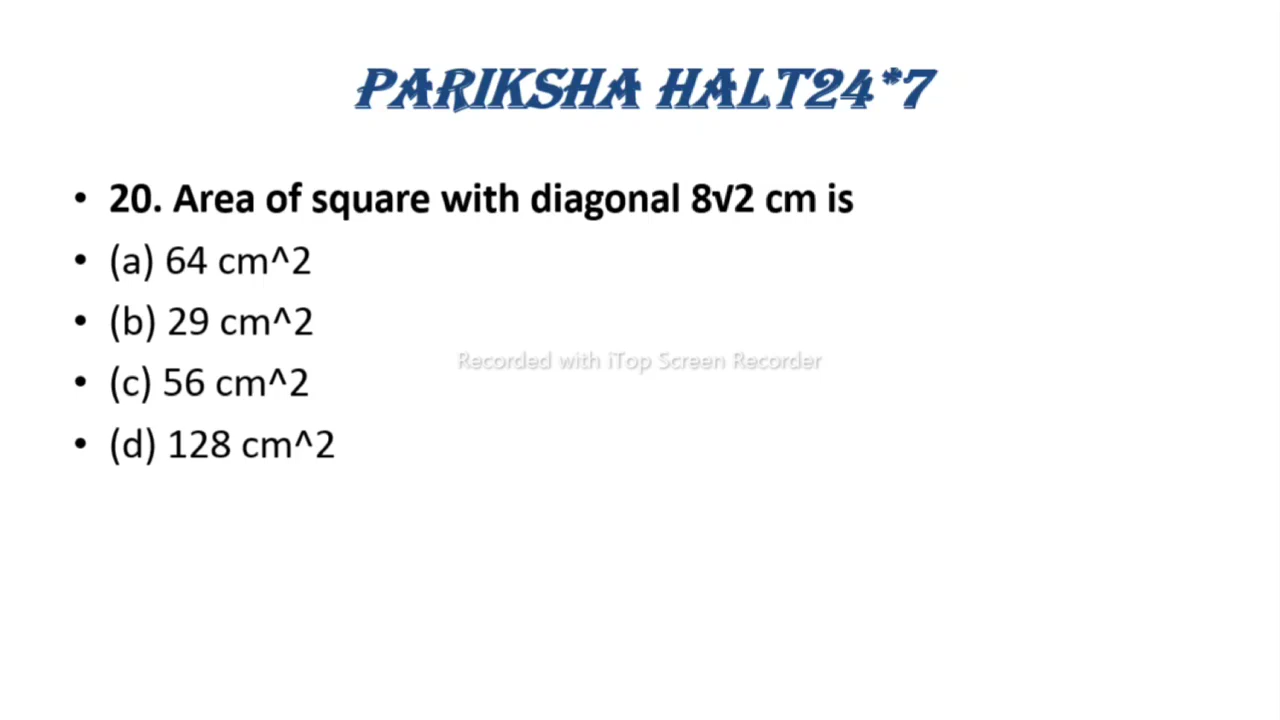 PARIKSHA HALT24*7
• 20. Area of square with diagonal 8√2 cm is
• (a) 64 cm^2
• (b) 29 cm^2
Recorded with iTop Screen Recorder
• (c) 56 cm^2
• (d) 128 cm^2